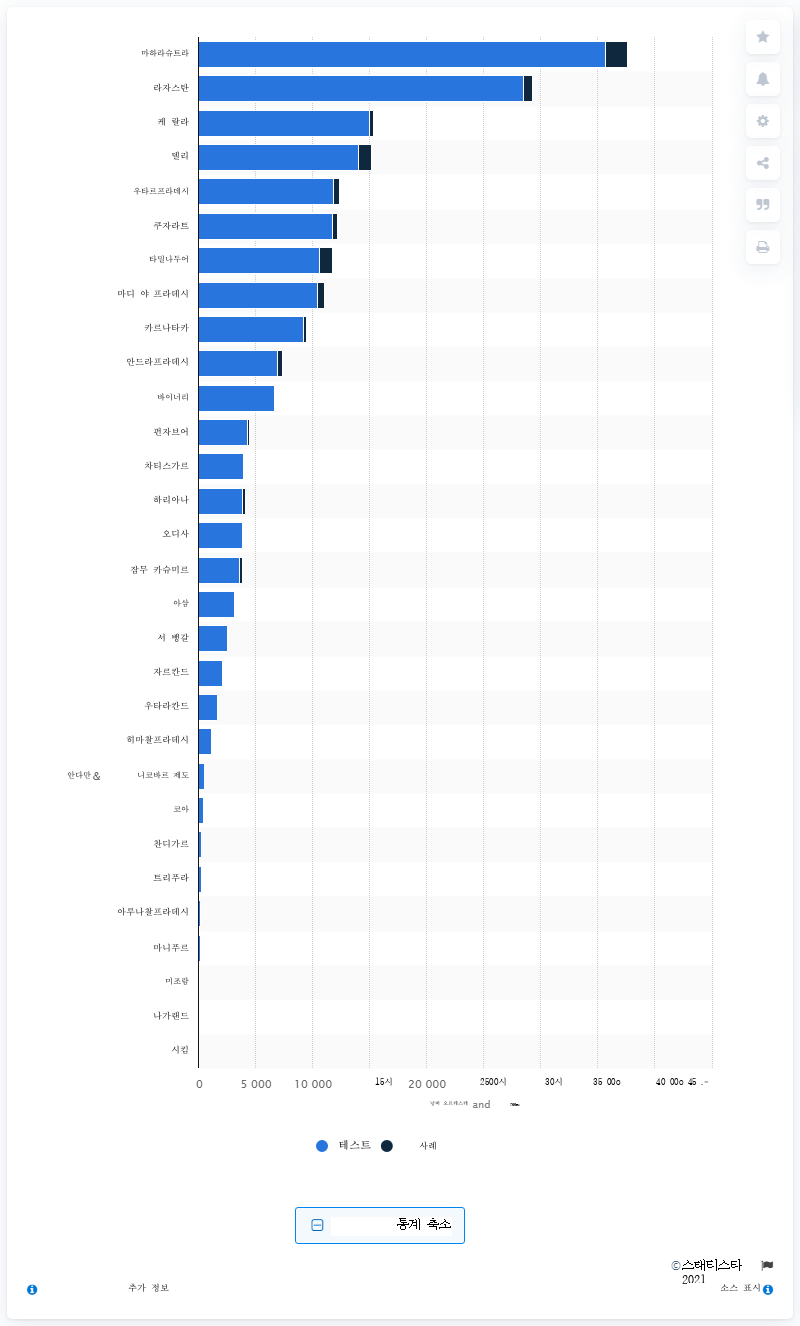 마하라슈트라
라자스탄
케 랄라
델리
우타르프라데시
쿠자라트
타밀나두어
마디 야 프라데시
카르나타카
안드라프라데시
바이너리
펀자브어
차티스가르
하리아나
오디사
잠무 카슈미르
아삼
서 벵갈
자르칸드
우타라칸드
히마찰프라데시
안다만 & 니코바르 제도
고아
찬디가르
트리푸라
아루나찰프라데시
마니푸르
미조람
나가랜드
시킴
0 5 000 10 000 15시 20 000 2500시 30시 35 00o 40 00o 45 .-
and
테스트 사례
통계 축소
©스태티스타
2021
추가 정보 소스 표시